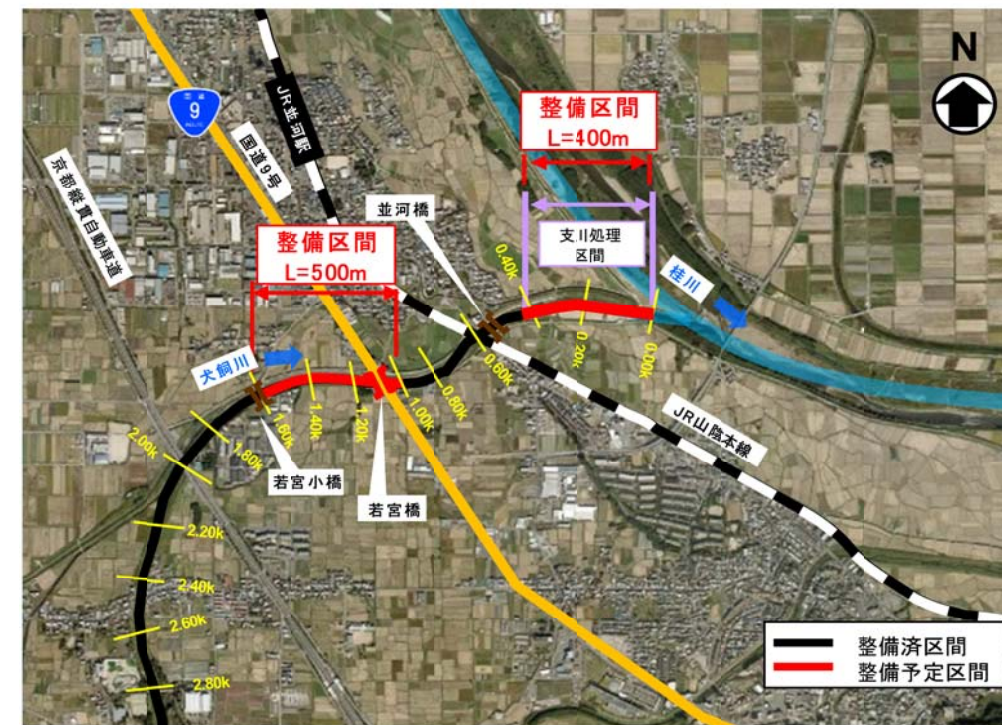 N
国道
9
ROUTE
JR並河駅
国道9号
京都縦貫自動車道
整備区間
L=400m
支川処理
区間
並河橋
整備区間
L=500m
桂川
犬飼川
0.40k
0.20k
0.00k
0.60k
0.80k
1.00k
1.20k
1.40k
1.60k
1.80k
2.00k
2.20k
2.40k
2.60k
2.80k
若宮小橋
若宮橋
JR山陰本線
整備済区間
整備予定区間